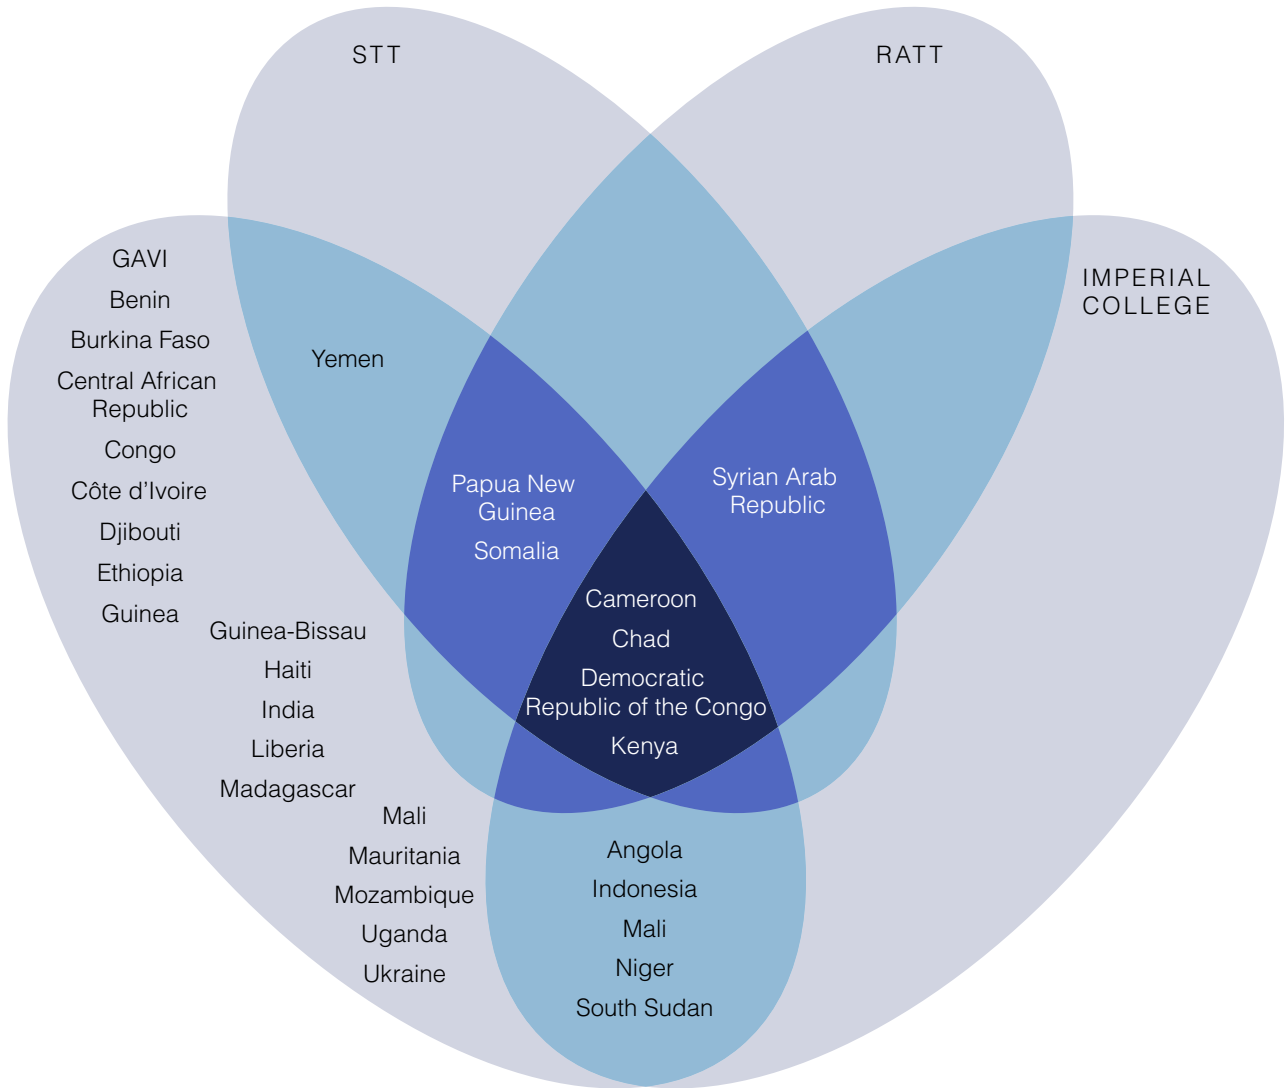 STT
RATT
IMPERIAL
COLLEGE
GAVI
Benin
Burkina Faso
Central African
Republic
Congo
Côte d’Ivoire
Djibouti
Ethiopia
Guinea
Guinea-Bissau
Haiti
India
Liberia
Madagascar
Mali
Mauritania
Mozambique
Uganda
Ukraine
Yemen
Papua New
Guinea
Somalia
Syrian Arab
Republic
Cameroon
Chad
Democratic
Republic of the Congo
Kenya
Angola
Indonesia
Mali
Niger
South Sudan